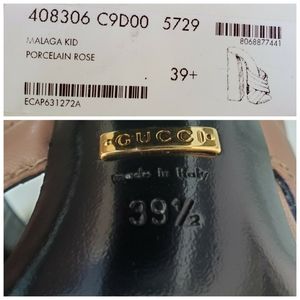 408306 C9D00 5729
8068877441
MALAGA KID
PORCELAIN ROSE
39+
ECAP631272A
GUCCI
made in Italy
39½